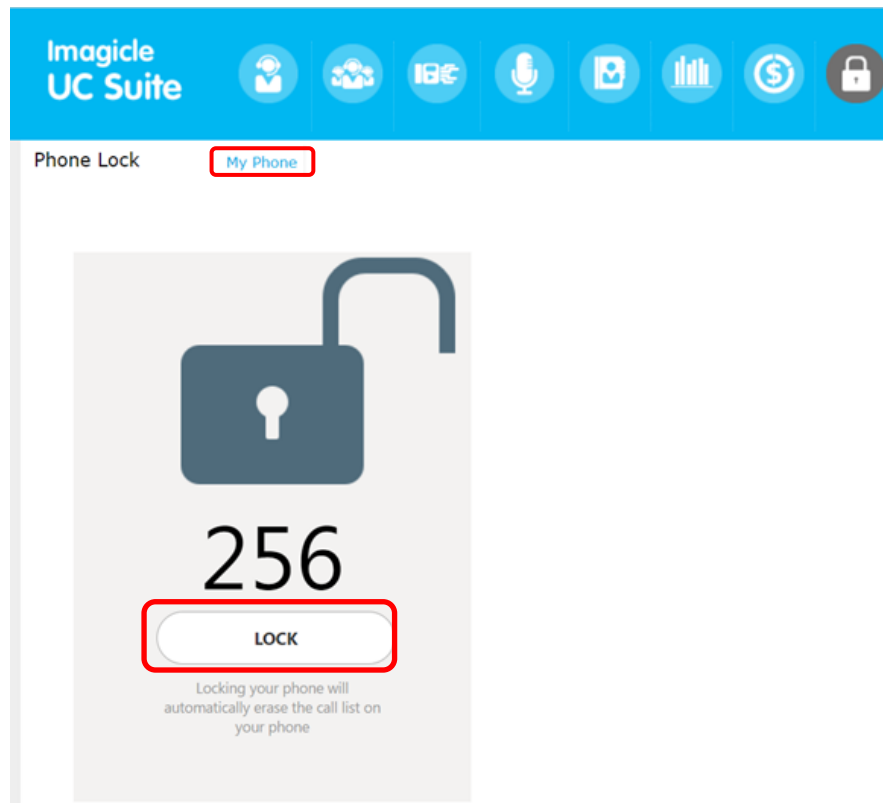 Imagicle
UC Suite
Phone Lock
My Phone
256
LOCK
Locking your phone will
automatically erase the call list on
your phone